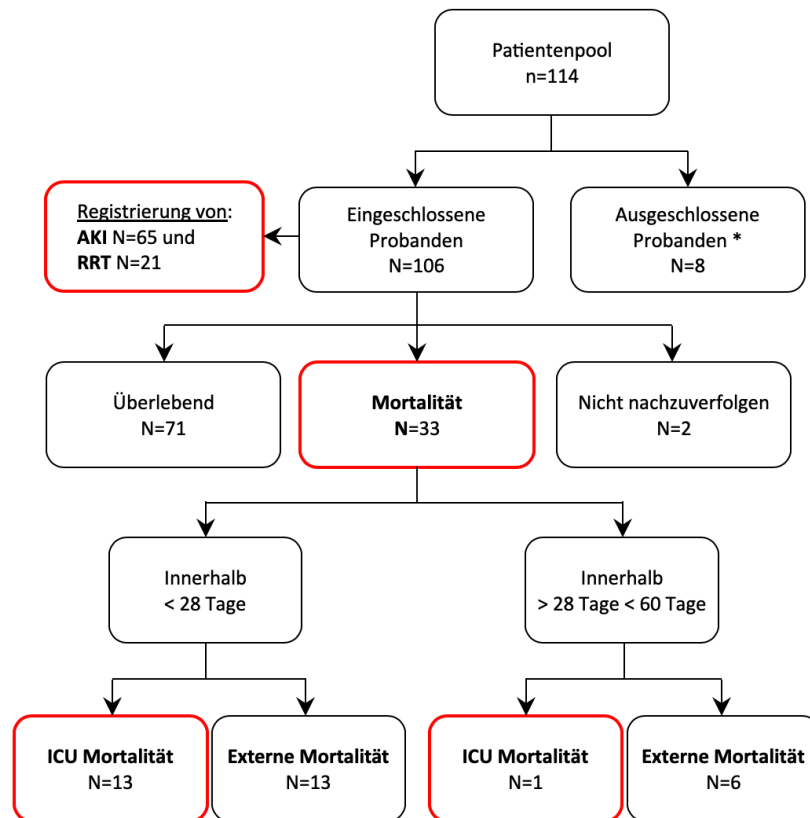 Patientenpool
n=114
Registrierung von:
AKI N=65 und
RRT N=21
Eingeschlossene
Probanden
N=106
Ausgeschlossene
Probanden *
N=8
Überlebend
N=71
Mortalität
N=33
Nicht nachzuverfolgen
N=2
Innerhalb
< 28 Tage
Innerhalb
> 28 Tage < 60 Tage
ICU Mortalität
N=13
Externe Mortalität
N=13
ICU Mortalität
N=1
Externe Mortalität
N=6